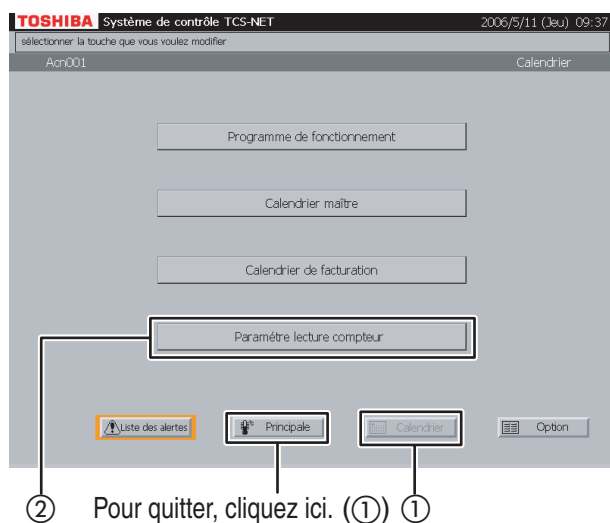 TOSHIBA Système de contrôle TCS-NET 2006/5/11 (Jeu) 09:37
sélectionner la touche que vous voulez modifier
Acn001 Calendrier
Programme de fonctionnement
Calendrier maître
Calendrier de facturation
Paramétre lecture compteur
Liste des alertes Principale Calendrier Option
② Pour quitter, cliquez ici. (①) ①